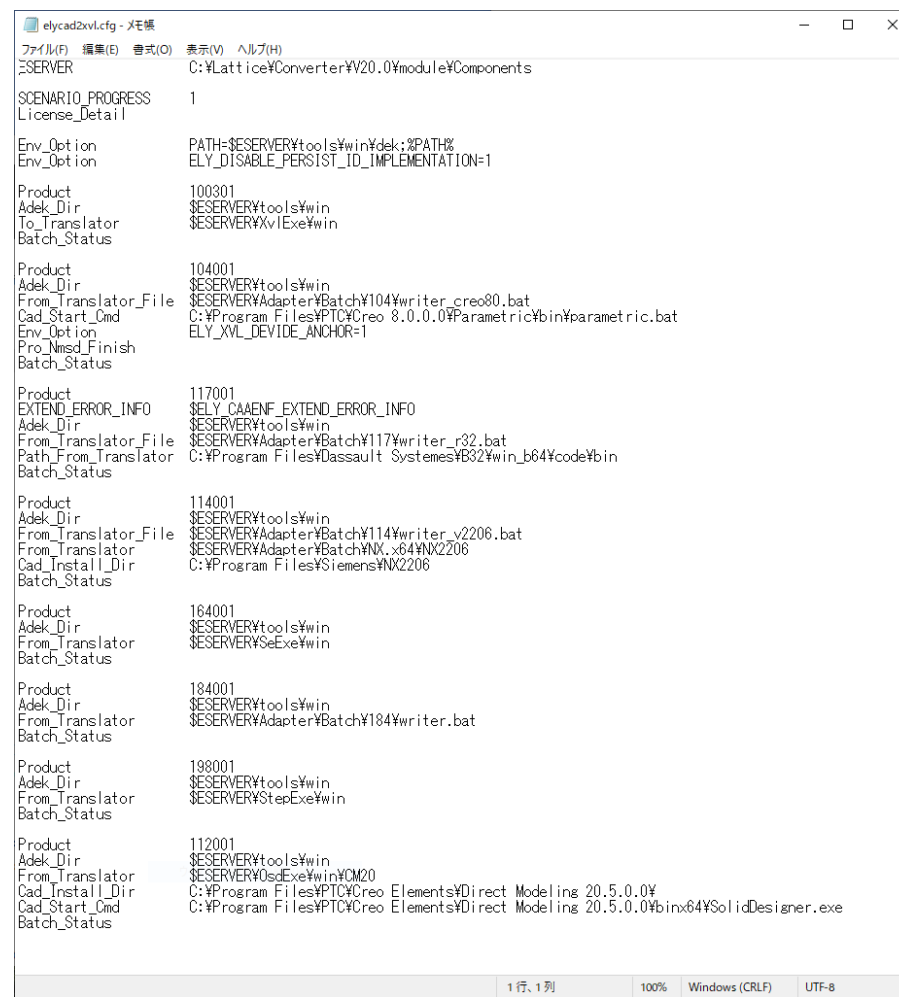 elycad2xvl.cfg - メモ帳
ファイル(F) 編集(E) 書式(O) 表示(V) ヘルプ(H)
ESERVER C:¥Lattice¥Converter¥V20.0¥module¥Components
SCENARIO_PROGRESS 1
License_Detail
Env_Option PATH=$ESERVER¥tools¥win¥dek;%PATH%
Env_Option ELY_DISABLE_PERSIST_ID_IMPLEMENTATION=1
Product 100301
Adek_Dir $ESERVER¥tools¥win
To_Translator $ESERVER¥XvlExe¥win
Batch_Status
Product 104001
Adek_Dir $ESERVER¥tools¥win
From_Translator_File $ESERVER¥Adapter¥Batch¥104¥writer_creo80.bat
Cad_Start_Cmd C:¥Program Files¥PTC¥Creo 8.0.0.0¥Parametric¥bin¥parametric.bat
Env_Option ELY_XVL_DEVIDE_ANCHOR=1
Pro_Nmsd_Finish
Batch_Status
Product 117001
EXTEND_ERROR_INFO $ELY_CAAENF_EXTEND_ERROR_INFO
Adek_Dir $ESERVER¥tools¥win
From_Translator_File $ESERVER¥Adapter¥Batch¥117¥writer_r32.bat
Path_From_Translator C:¥Program Files¥Dassault Systemes¥B32¥win_b64¥code¥bin
Batch_Status
Product 114001
Adek_Dir $ESERVER¥tools¥win
From_Translator_File $ESERVER¥Adapter¥Batch¥114¥writer_v2206.bat
From_Translator $ESERVER¥Adapter¥Batch¥NX.x64¥NX2206
Cad_Install_Dir C:¥Program Files¥Siemens¥NX2206
Batch_Status
Product 164001
Adek_Dir $ESERVER¥tools¥win
From_Translator $ESERVER¥SeExe¥win
Batch_Status
Product 184001
Adek_Dir $ESERVER¥tools¥win
From_Translator $ESERVER¥Adapter¥Batch¥184¥writer.bat
Batch_Status
Product 198001
Adek_Dir $ESERVER¥tools¥win
From_Translator $ESERVER¥StepExe¥win
Batch_Status
Product 112001
Adek_Dir $ESERVER¥tools¥win
From_Translator $ESERVER¥OsdExe¥win¥CM20
Cad_Install_Dir C:¥Program Files¥PTC¥Creo Elements¥Direct Modeling 20.5.0.0¥
Cad_Start_Cmd C:¥Program Files¥PTC¥Creo Elements¥Direct Modeling 20.5.0.0¥binx64¥SolidDesigner.exe
Batch_Status
1 行、1 列 100% Windows (CRLF) UTF-8